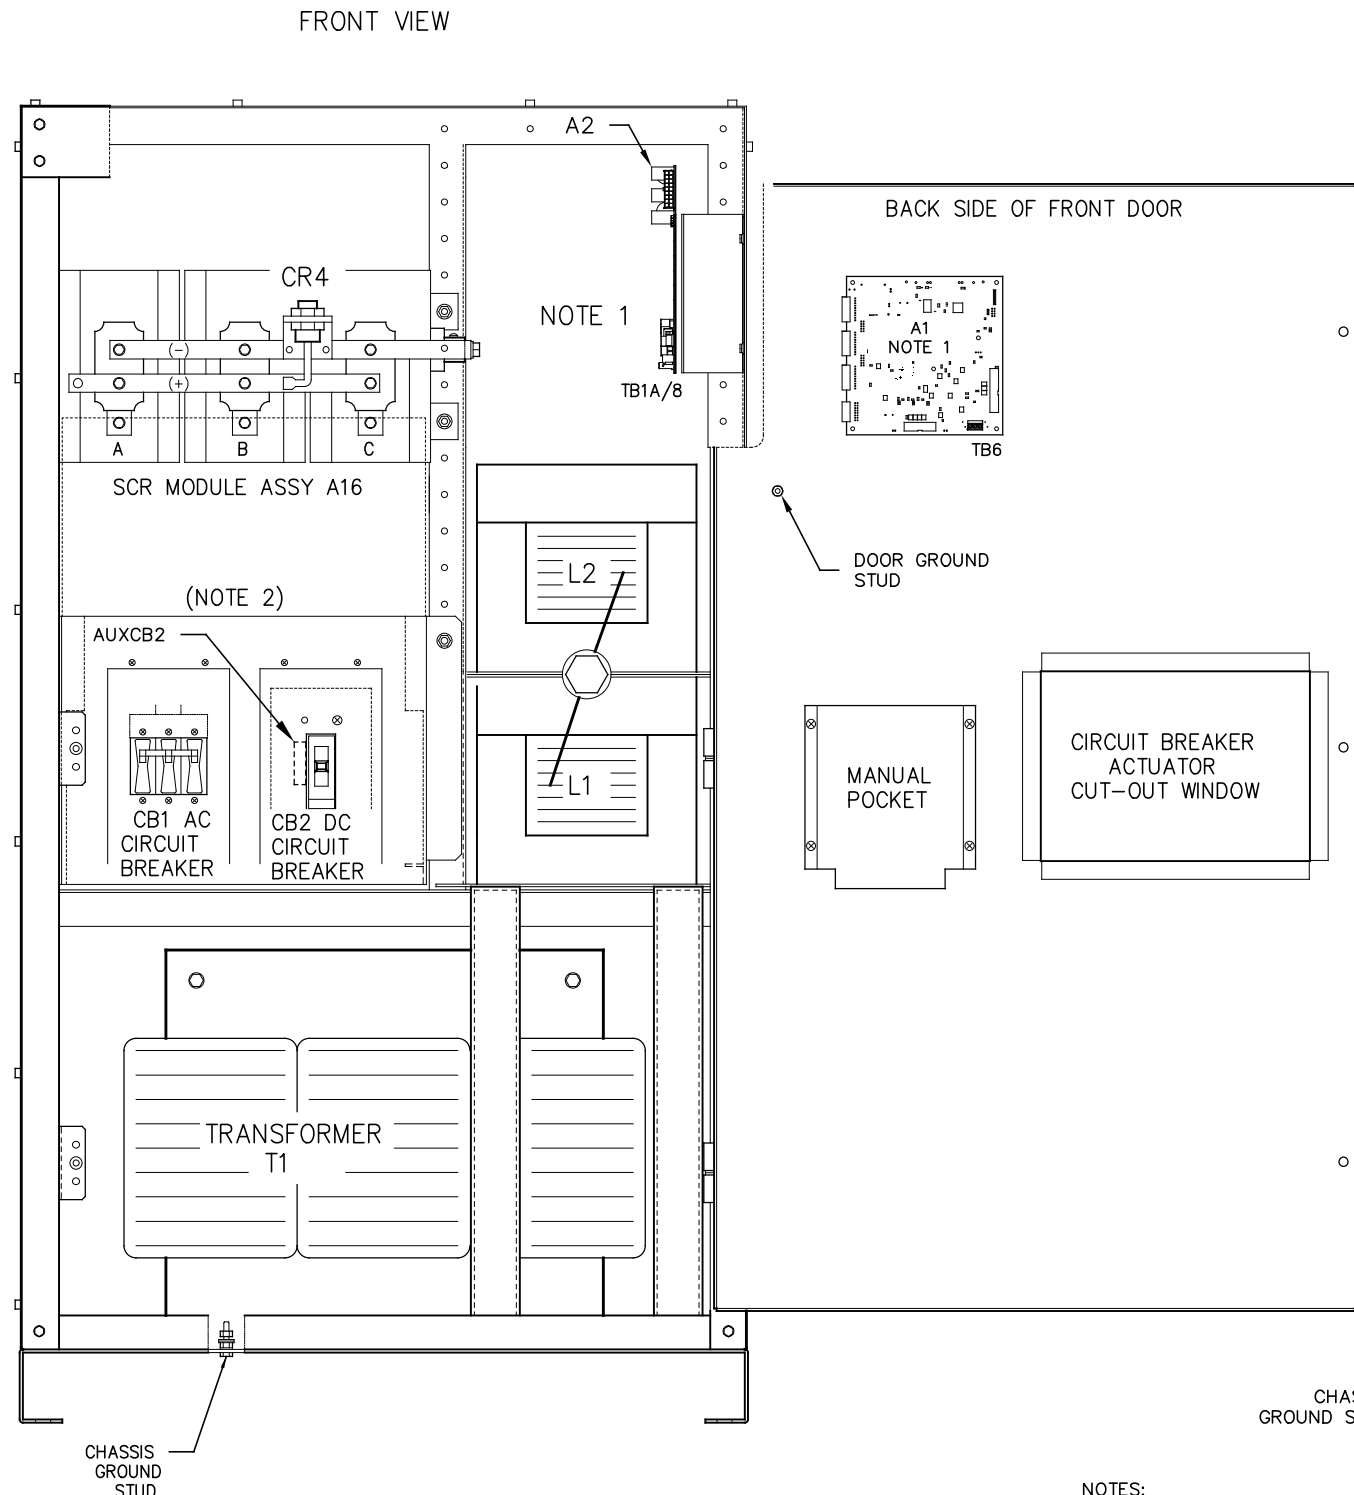 FRONT VIEW
A2
BACK SIDE OF FRONT DOOR
CR4
NOTE 1
A1
NOTE 1
(-)
(+)
TB1A/8
TB6
A
B
C
SCR MODULE ASSY A16
DOOR GROUND
STUD
L2
(NOTE 2)
AUXCB2
CIRCUIT BREAKER
ACTUATOR
CUT-OUT WINDOW
MANUAL
POCKET
L1
CB1 AC
CIRCUIT
BREAKER
CB2 DC
CIRCUIT
BREAKER
TRANSFORMER
T1
CHAS
GROUND S
CHASSIS
GROUND
STUD
NOTES: